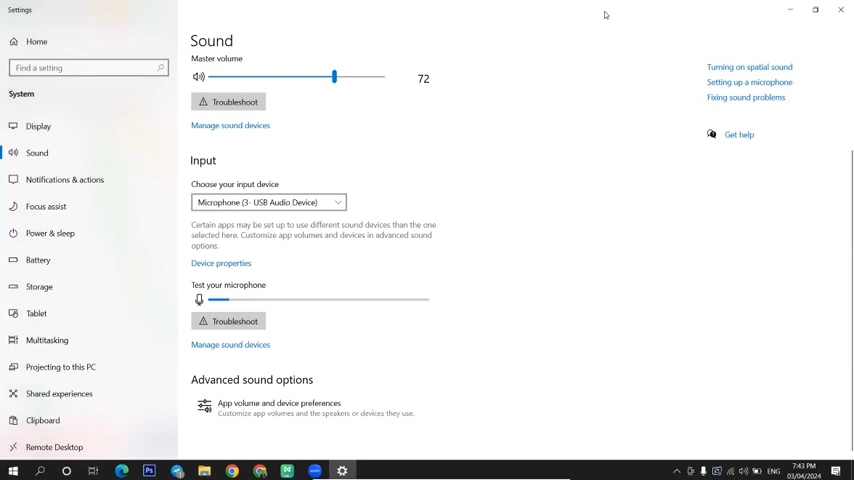 Settings
Home
Find a setting
System
Display
Sound
Notifications & actions
Focus assist
Power & sleep
Battery
Storage
Tablet
Multitasking
Projecting to this PC
Shared experiences
Clipboard
Remote Desktop
Sound
Master volume
72
Troubleshoot
Manage sound devices
Input
Choose your input device
Microphone (3- USB Audio Device)
Certain apps may be set up to use different sound devices than the one
selected here. Customize app volumes and devices in advanced sound
options.
Device properties
Test your microphone
Troubleshoot
Manage sound devices
Advanced sound options
App volume and device preferences
Customize app volumes and the speakers or devices they use.
Turning on spatial sound
Setting up a microphone
Fixing sound problems
Get help
Ps
ENG
7:43 PM
03/04/2024